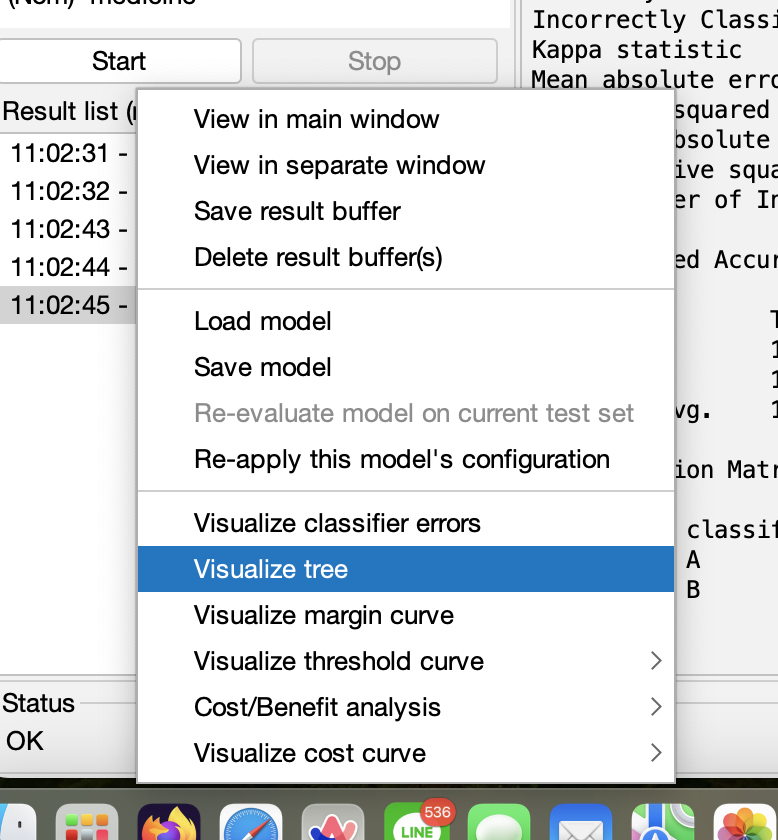 (Nom) medicine
Start
Stop
Result list (
11:02:31 -
11:02:32 -
11:02:43 -
11:02:44 -
11:02:45 -
View in main window
View in separate window
Save result buffer
Delete result buffer(s)
Load model
Save model
Re-evaluate model on current test set
Re-apply this model's configuration
Visualize classifier errors
Visualize tree
Visualize margin curve
Visualize threshold curve
Cost/Benefit analysis
Visualize cost curve
Incorrectly Classi
Kappa statistic
Mean absolute erro
squared
bsolute
ive squa
er of In
ed Accur
T
1
1
vg. 1
ion Matr
classif
A
B
Status
OK
536
LINE